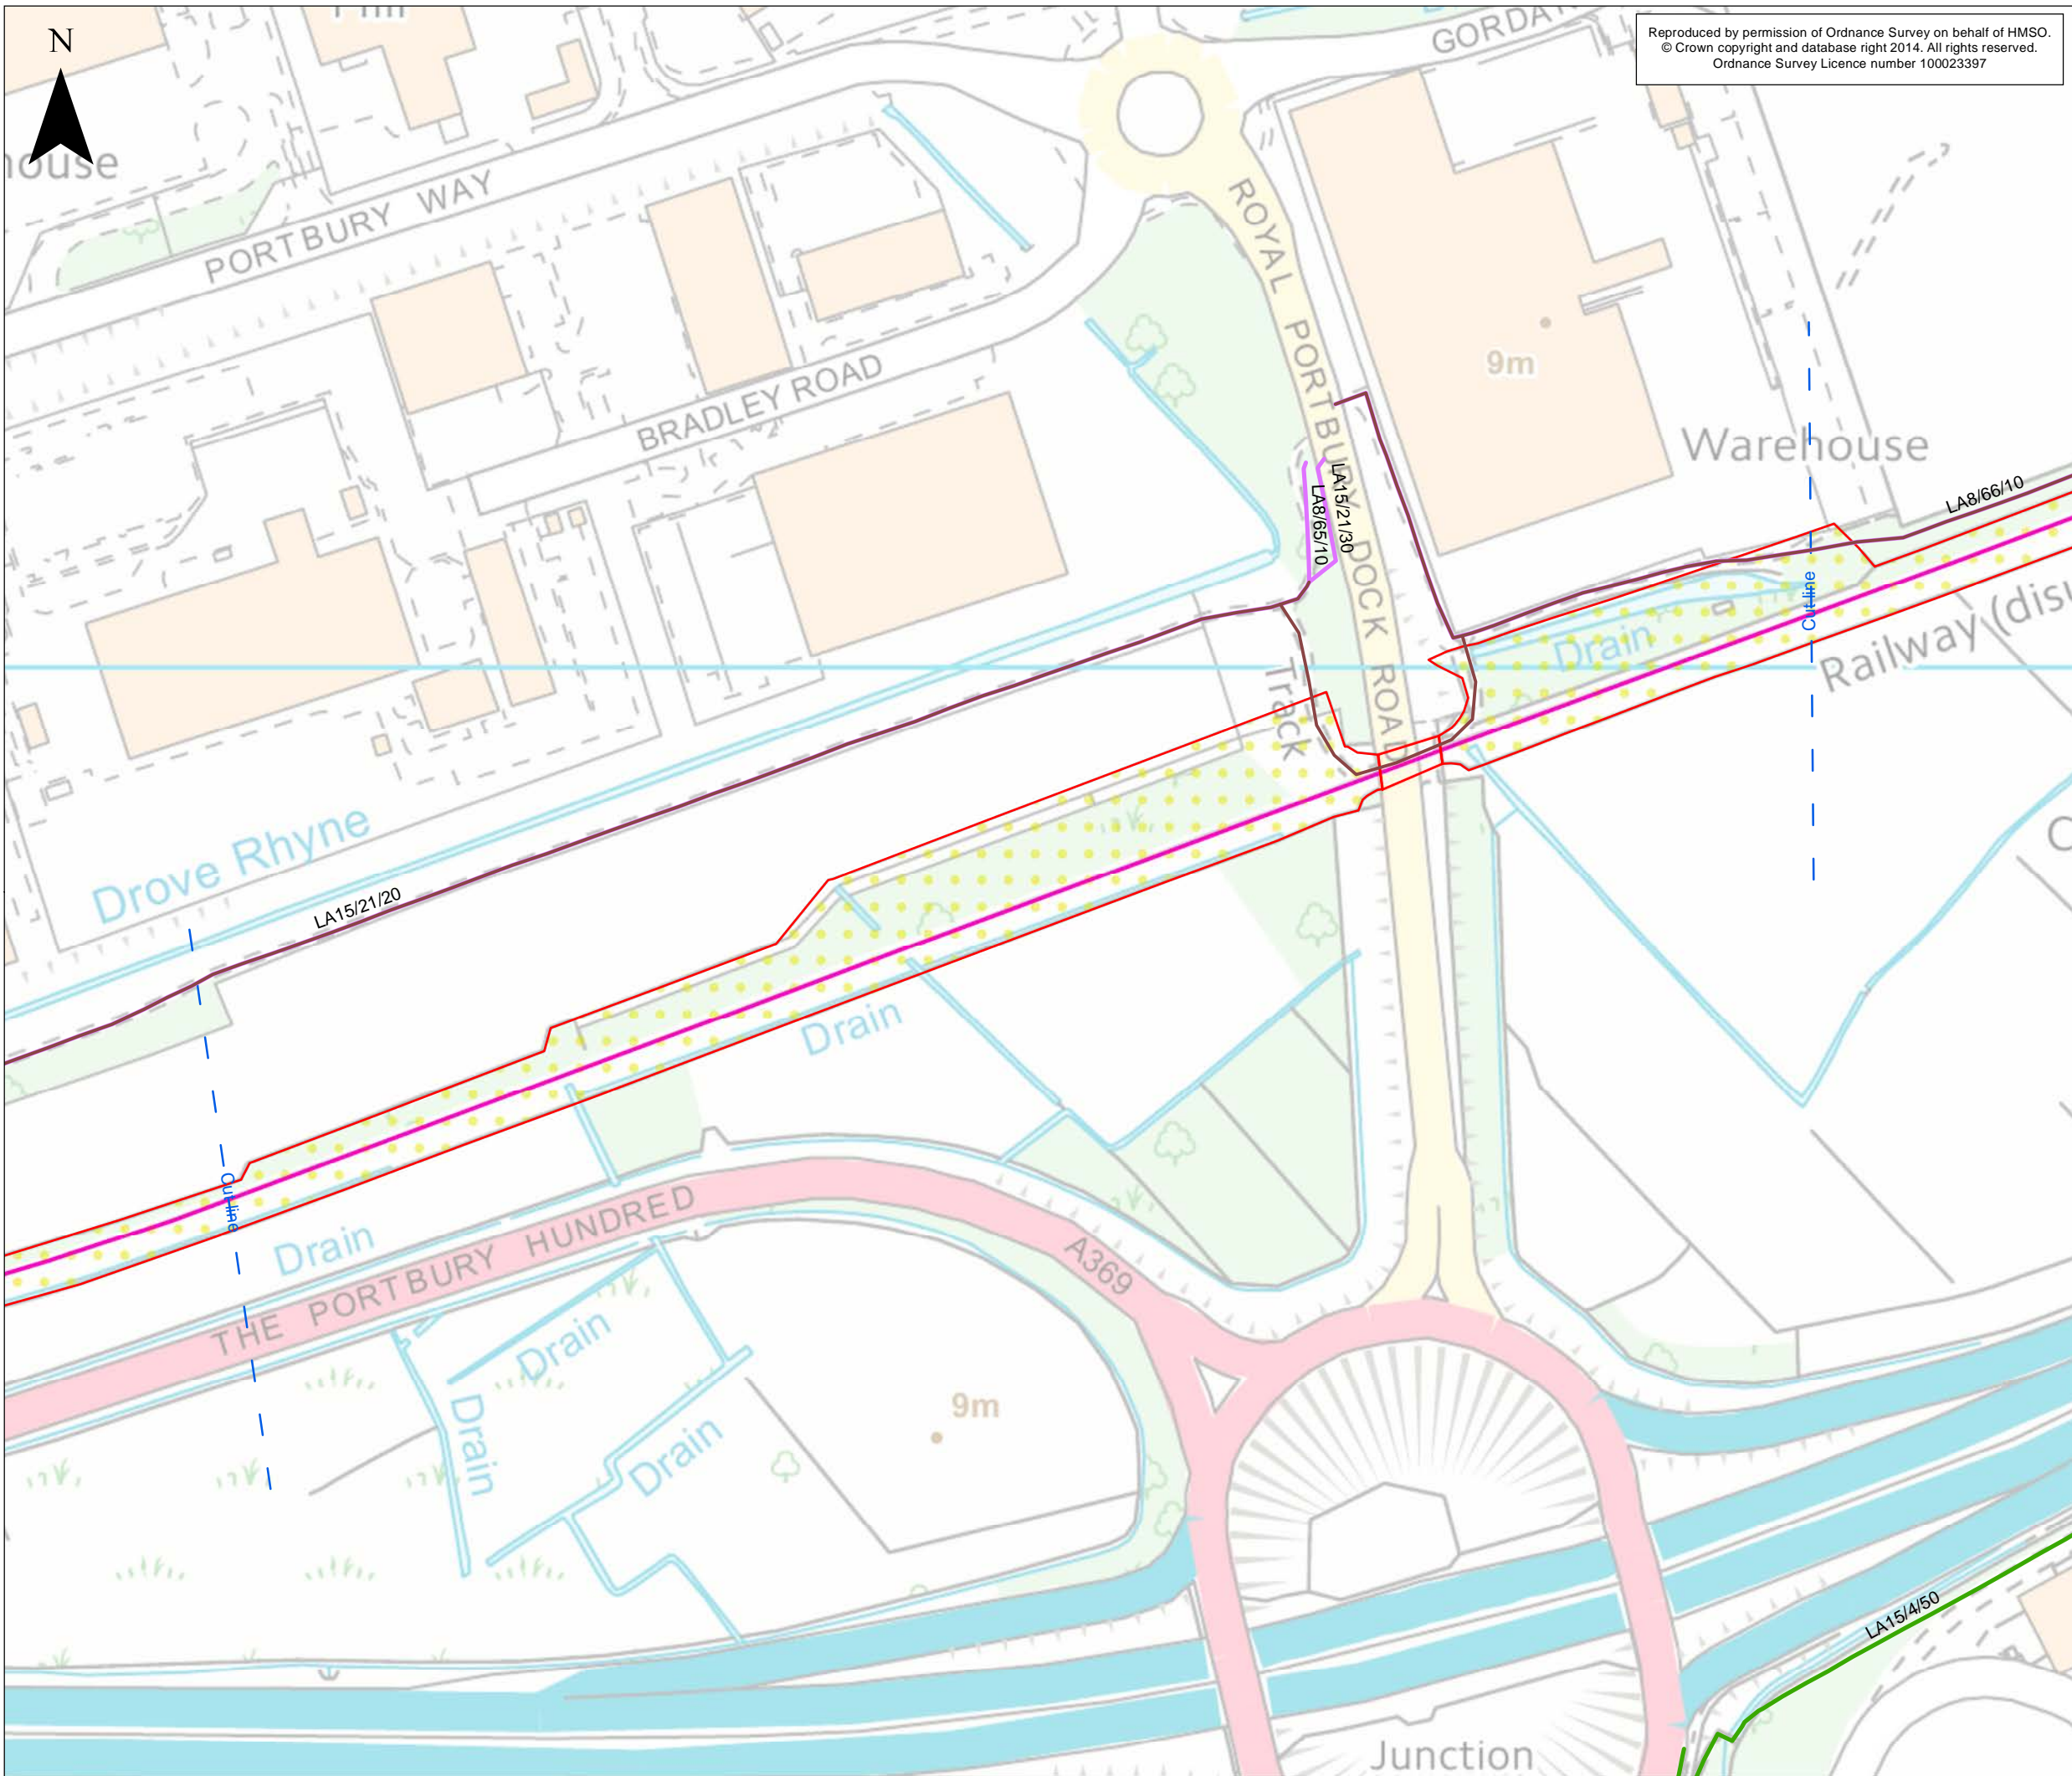 N
Reproduced by permission of Ordnance Survey on behalf of HMSO.
© Crown copyright and database right 2014. All rights reserved.
Ordnance Survey Licence number 100023397
PORTBURY WAY
ROYAL PORTBURY DOCK ROAD
9m
BRADLEY ROAD
Warehouse
LA8/66/10
LA15/21/30
LA8/65/10
Cut line
Drain
Railway (disu
Track
Drove Rhyne
LA15/21/20
Drain
Cut line
Drain
THE PORTBURY HUNDRED
A369
Drain
Drain
Drain
9m
LA15/4/50
Junction